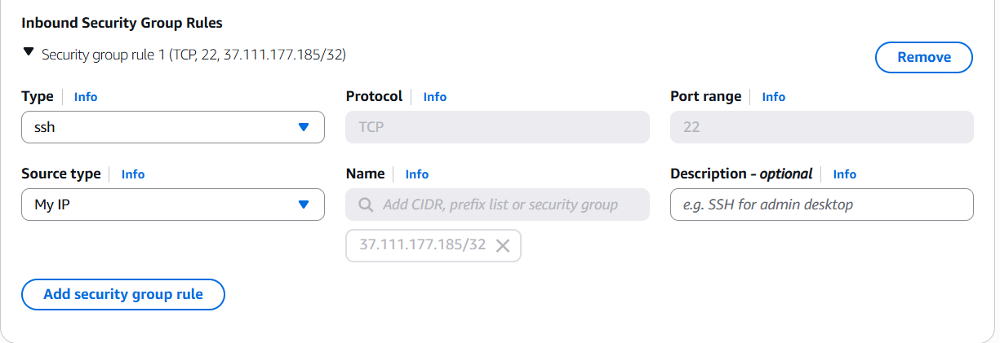 Inbound Security Group Rules
Security group rule 1 (TCP, 22, 37.111.177.185/32)
Remove
Type Info
Protocol Info
Port range Info
ssh
TCP
22
Source type Info
Name Info
Description - optional Info
My IP
Add CIDR, prefix list or security group
e.g. SSH for admin desktop
37.111.177.185/32
Add security group rule